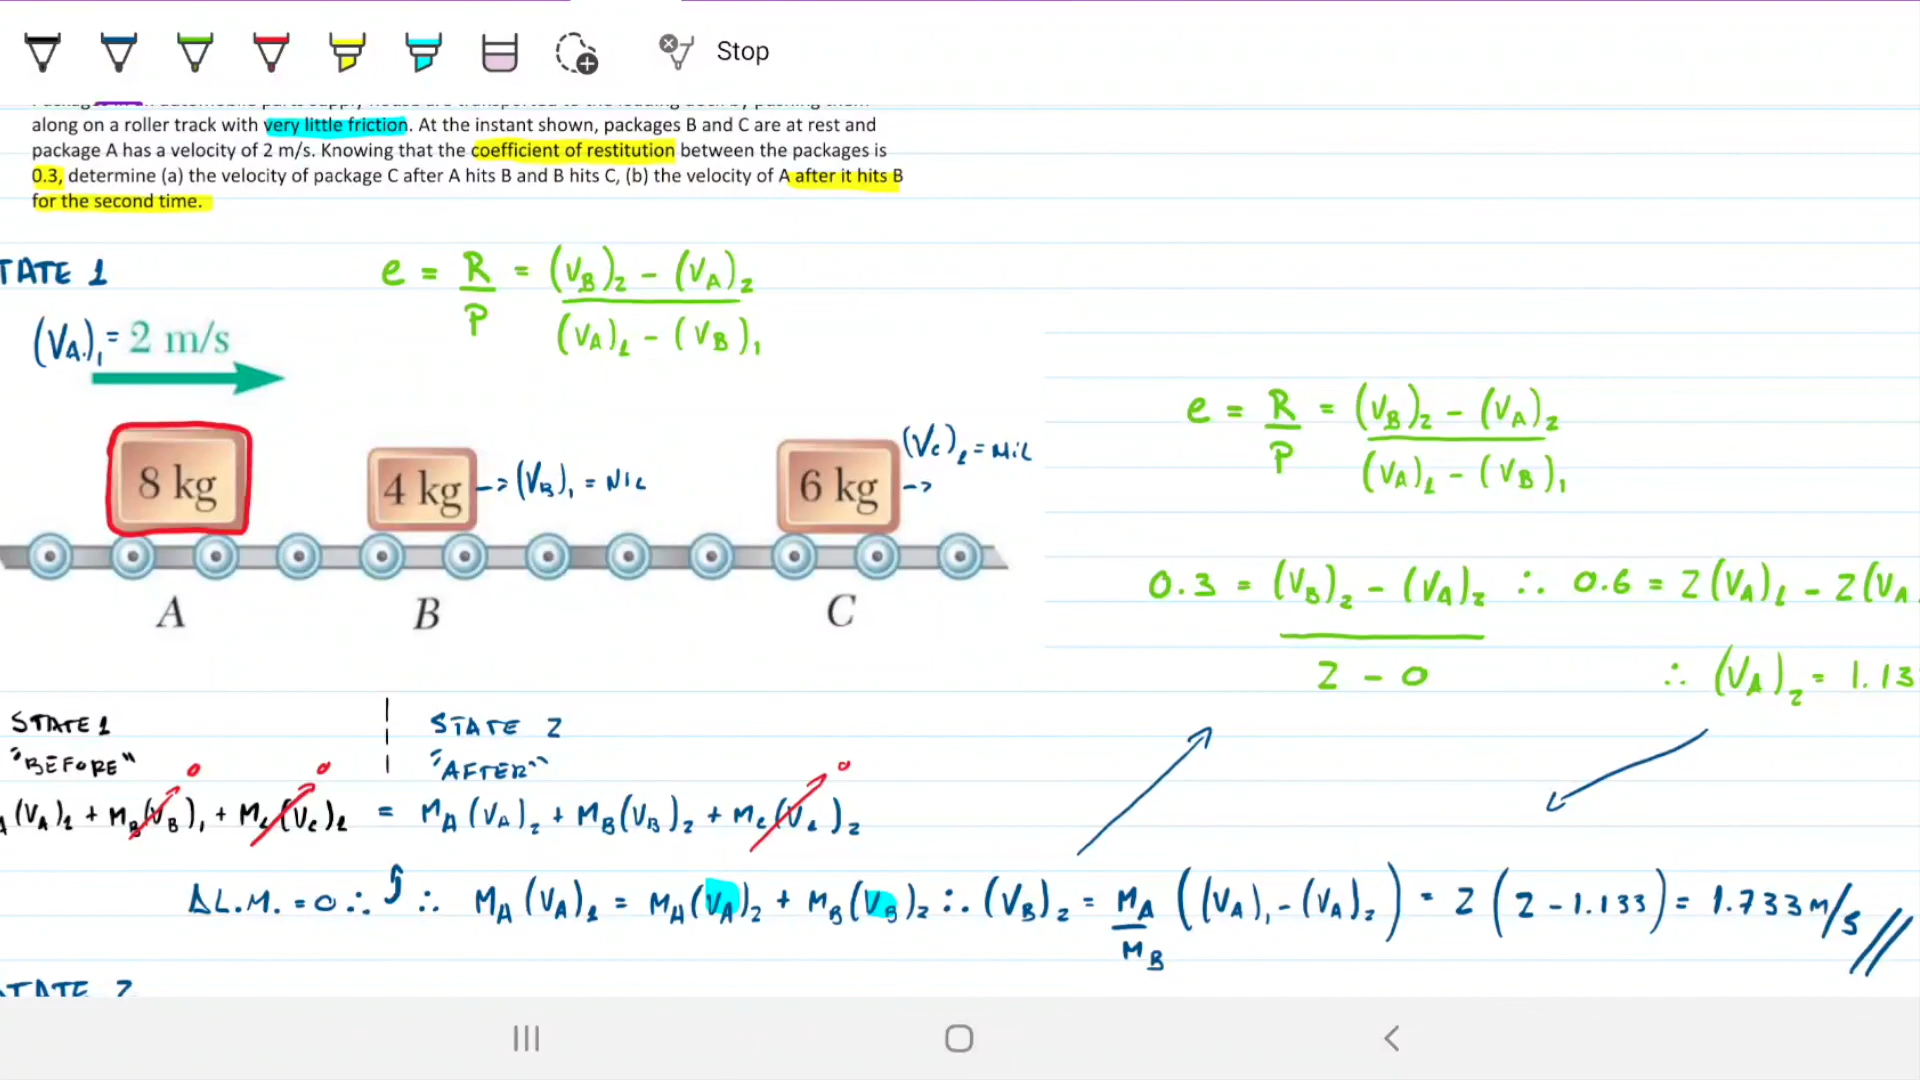 Stop
along on a roller track with very little friction. At the instant shown, packages B and C are at rest and
package A has a velocity of 2 m/s. Knowing that the coefficient of restitution between the packages is
0.3, determine (a) the velocity of package C after A hits B and B hits C, (b) the velocity of A after it hits B
for the second time.
TATE 1
e = R/P = (VB)2 - (VA)2 / (VA)1 - (VB)1
(VA)1 = 2 m/s
e = R/P = (VB)2 - (VA)2 / (VA)1 - (VB)1
(VC)1 = NiL
8 kg
4 kg -> (VB)1 = NIL
6 kg ->
A B C
0.3 = (VB)2 - (VA)2 / 2 - 0 ∴ 0.6 = 2(VA)1 - 2(VA
∴ (VA)2 = 1.13
STATE 1 STATE 2
"BEFORE" "AFTER"
0 0 0
(VA)1 + MB(VB)1 + MC(VC)1 = MA(VA)2 + MB(VB)2 + MC(VC)2
ΔL.M. = 0 ∴ ∴ MA(VA)1 = MA(VA)2 + MB(VB)2 ∴ (VB)2 = MA/MB ((VA)1 - (VA)2) = 2(2 - 1.133) = 1.733 m/s //
TATE 2